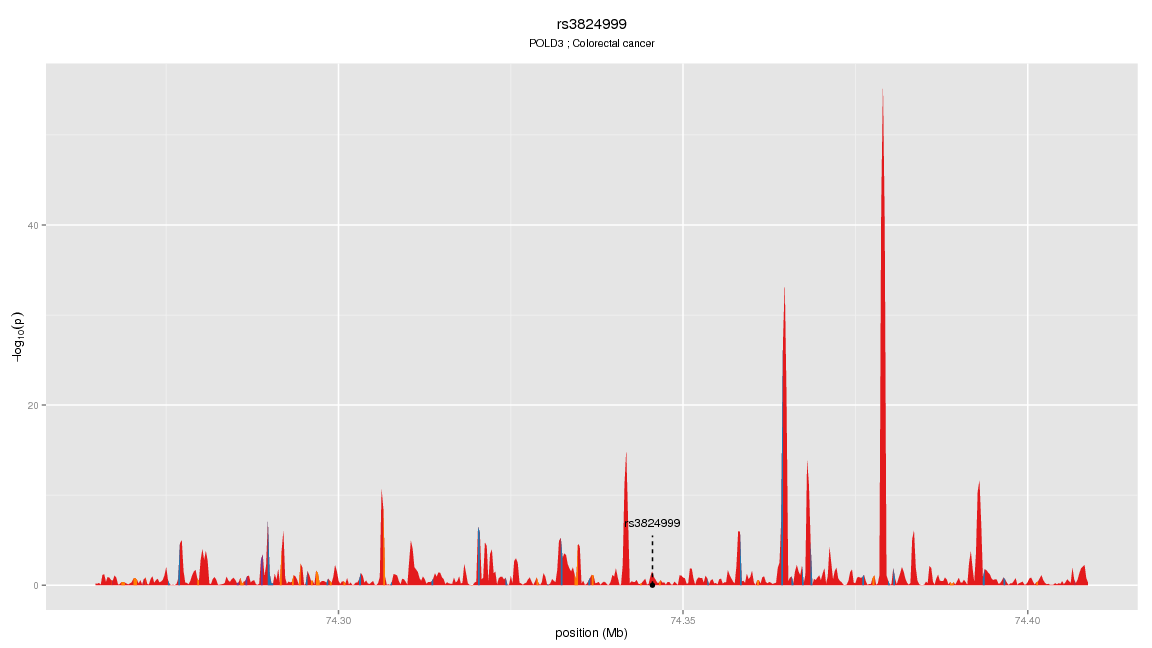 rs3824999
POLD3 ; Colorectal cancer
−log10(p)
40
20
0
rs3824999
74.30
74.35
74.40
position (Mb)